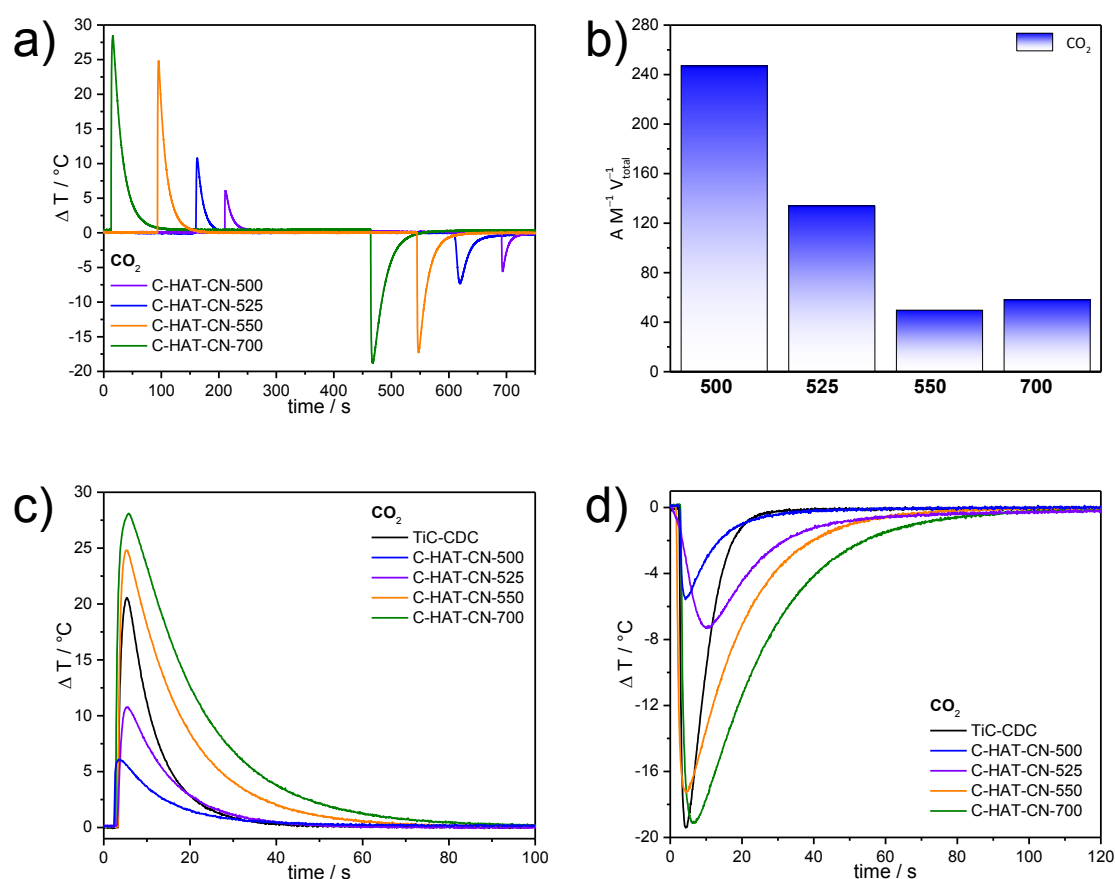 a)
30
25
20
15
10
5
0
-5
-10
-15
-20
Δ T / °C
CO2
C-HAT-CN-500
C-HAT-CN-525
C-HAT-CN-550
C-HAT-CN-700
0 100 200 300 400 500 600 700
time / s
b)
280
240
200
160
120
80
40
0
A M⁻¹ V⁻¹total
CO2
500 525 550 700
c)
30
25
20
15
10
5
0
Δ T / °C
CO2
TiC-CDC
C-HAT-CN-500
C-HAT-CN-525
C-HAT-CN-550
C-HAT-CN-700
0 20 40 60 80 100
time / s
d)
0
-4
-8
-12
-16
-20
Δ T / °C
CO2
TiC-CDC
C-HAT-CN-500
C-HAT-CN-525
C-HAT-CN-550
C-HAT-CN-700
0 20 40 60 80 100 120
time / s